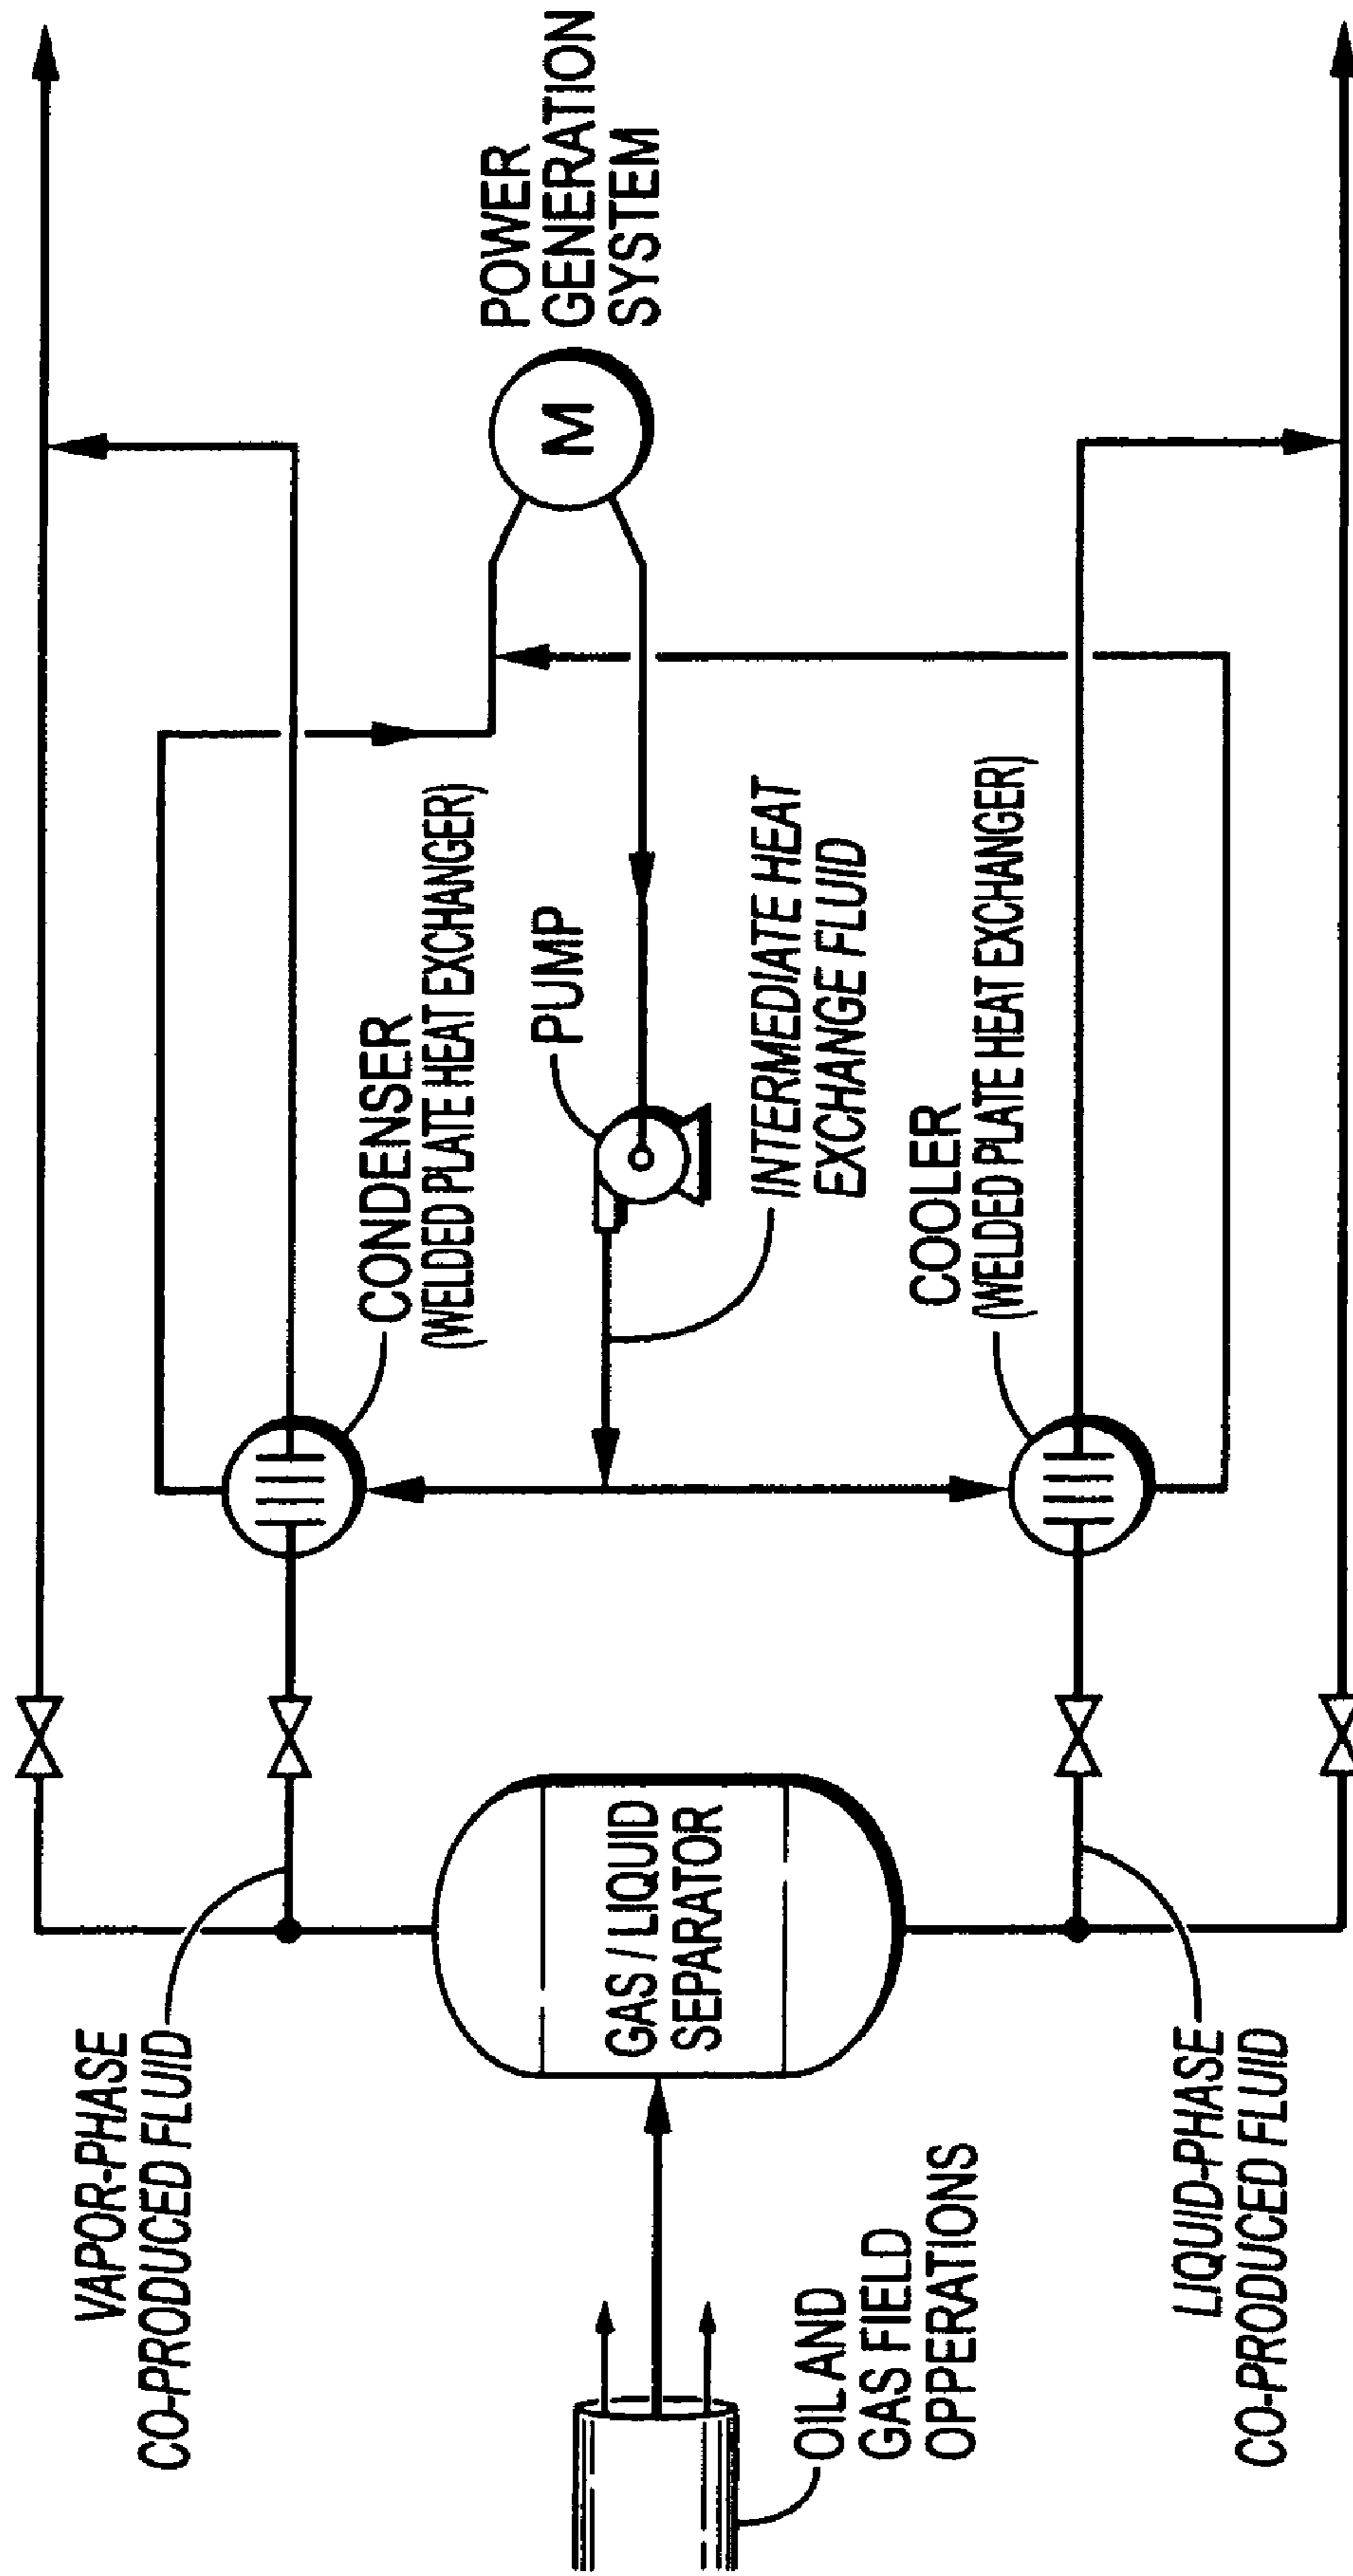 VAPOR-PHASE
CO-PRODUCED FLUID
OIL AND
GAS FIELD
OPPERATIONS
GAS / LIQUID
SEPARATOR
LIQUID-PHASE
CO-PRODUCED FLUID
CONDENSER
(WELDED PLATE HEAT EXCHANGER)
PUMP
INTERMEDIATE HEAT
EXCHANGE FLUID
COOLER
(WELDED PLATE HEAT EXCHANGER)
M
POWER
GENERATION
SYSTEM